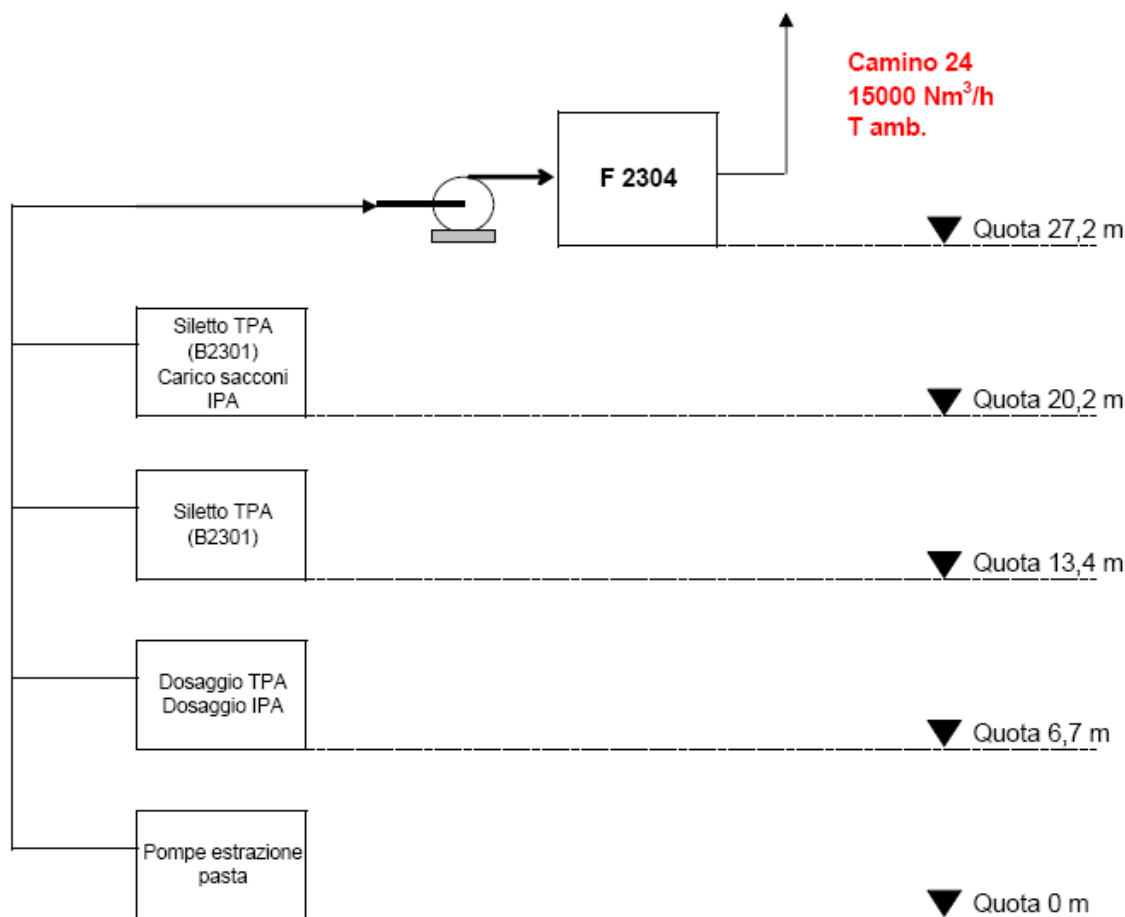 Camino 24
15000 Nm³/h
T amb.
F 2304
Quota 27,2 m
Siletto TPA
(B2301)
Carico sacconi
IPA
Quota 20,2 m
Siletto TPA
(B2301)
Quota 13,4 m
Dosaggio TPA
Dosaggio IPA
Quota 6,7 m
Pompe estrazione
pasta
Quota 0 m